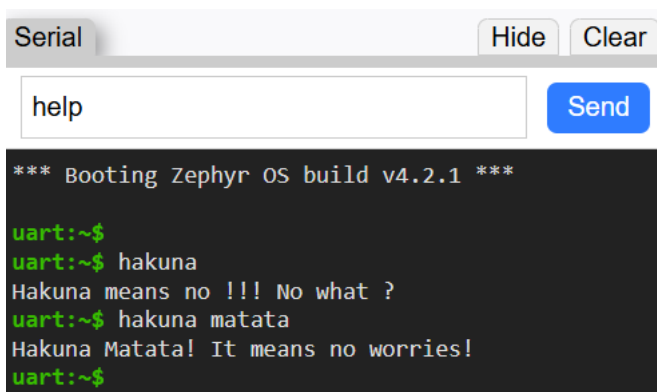 Serial Hide Clear
help Send
*** Booting Zephyr OS build v4.2.1 ***
uart:~$
uart:~$ hakuna
Hakuna means no !!! No what ?
uart:~$ hakuna matata
Hakuna Matata! It means no worries!
uart:~$